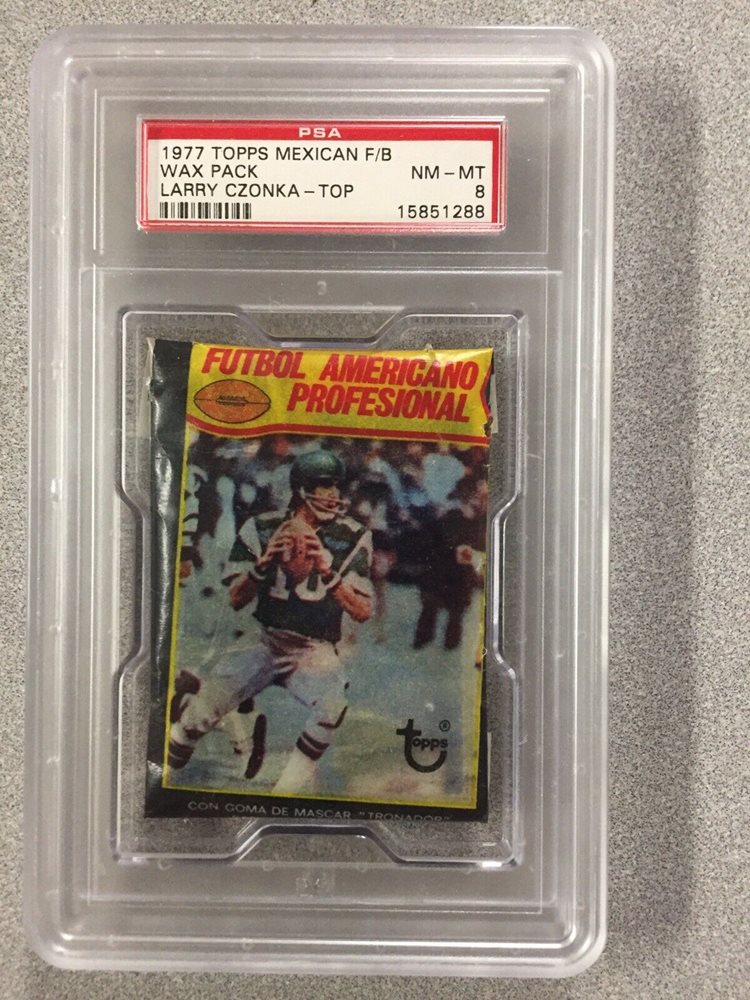 PSA
1977 TOPPS MEXICAN F/B
WAX PACK NM-MT
LARRY CZONKA-TOP 8
15851288
FUTBOL AMERICANO
PROFESIONAL
10
topps®
CON GOMA DE MASCAR "TRONADOR"